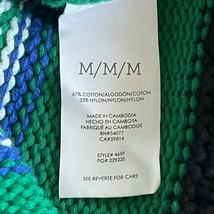 M/M/M
67% COTTON/ALGODÓN/COTON
33% NYLON/NYLON/NYLON
MADE IN CAMBODIA
HECHO EN CAMBOYA
FABRIQUÉ AU CAMBODGE
RN#54077
CA#59814
STYLE# 4659
PO# 229220
SEE REVERSE FOR CARE